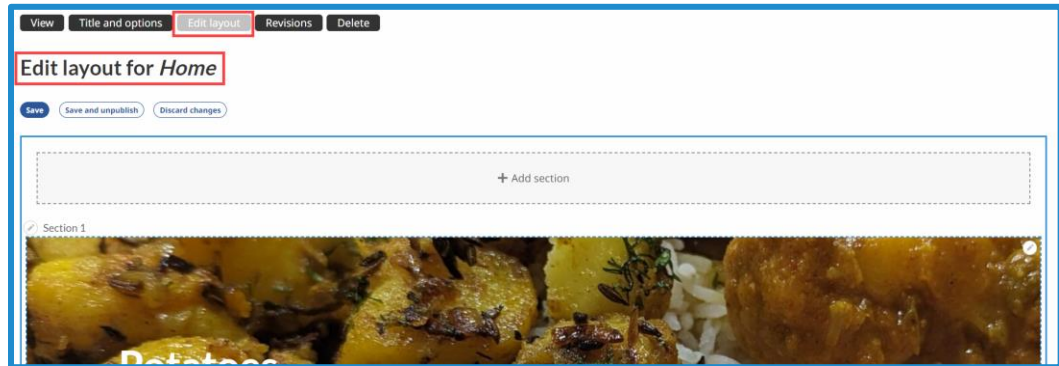 View Title and options Edit layout Revisions Delete
Edit layout for Home
Save Save and unpublish Discard changes
+ Add section
Section 1
Potatoes